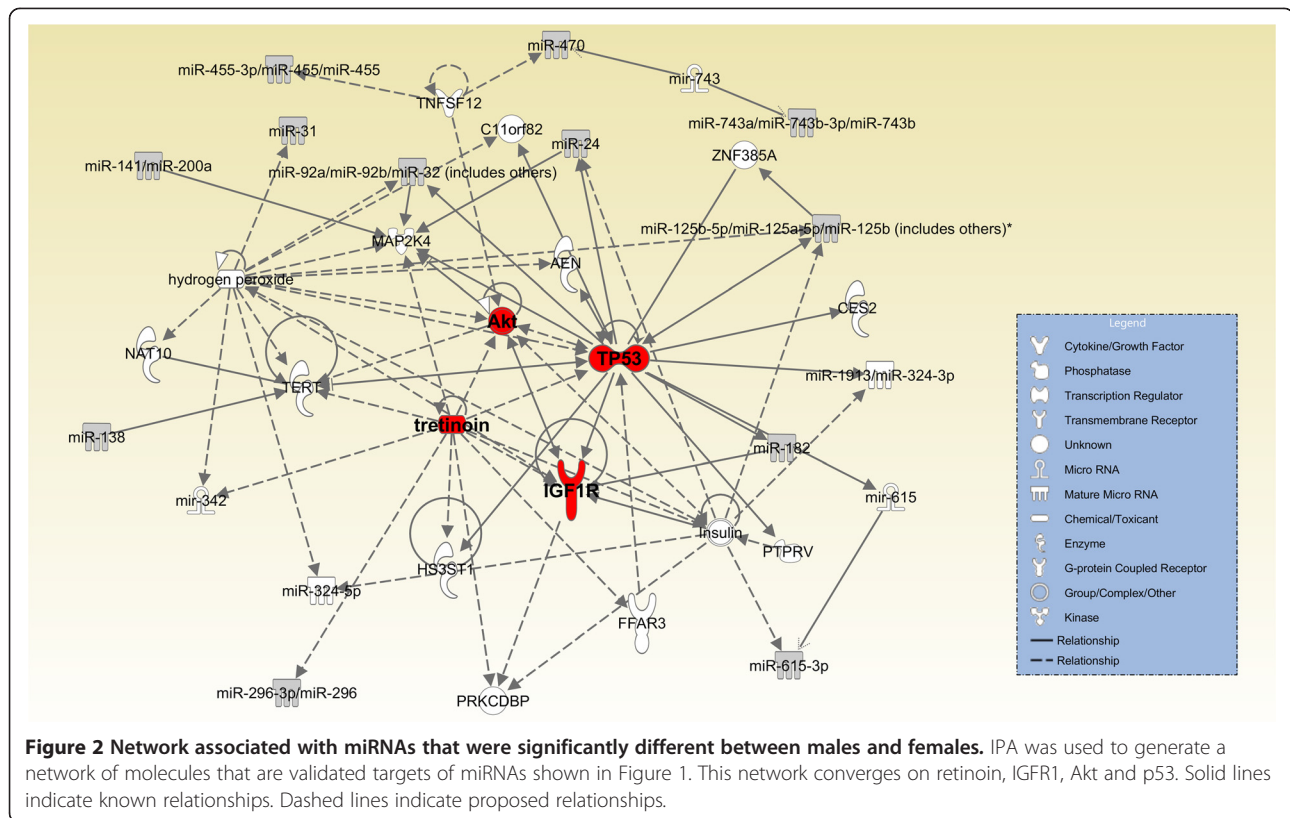 miR-470
miR-455-3p/miR-455/miR-455
mir-743
TNFSF12
miR-31
C11orf82
miR-743a/miR-743b-3p/miR-743b
miR-24
ZNF385A
miR-141/miR-200a
miR-92a/miR-92b/miR-32 (includes others)
miR-125b-5p/miR-125a-5p/miR-125b (includes others)*
MAP2K4
AEN
hydrogen peroxide
CES2
Akt
NAT10
TP53
miR-1913/miR-324-3p
TERT
tretinoin
miR-138
miR-182
IGF1R
mir-342
mir-615
Insulin
PTPRV
HS3ST1
miR-324-5p
FFAR3
miR-615-3p
miR-296-3p/miR-296
PRKCDBP
Legend
Cytokine/Growth Factor
Phosphatase
Transcription Regulator
Transmembrane Receptor
Unknown
Micro RNA
Mature Micro RNA
Chemical/Toxicant
Enzyme
G-protein Coupled Receptor
Group/Complex/Other
Kinase
Relationship
Relationship
Figure 2 Network associated with miRNAs that were significantly different between males and females. IPA was used to generate a
network of molecules that are validated targets of miRNAs shown in Figure 1. This network converges on retinoin, IGFR1, Akt and p53. Solid lines
indicate known relationships. Dashed lines indicate proposed relationships.